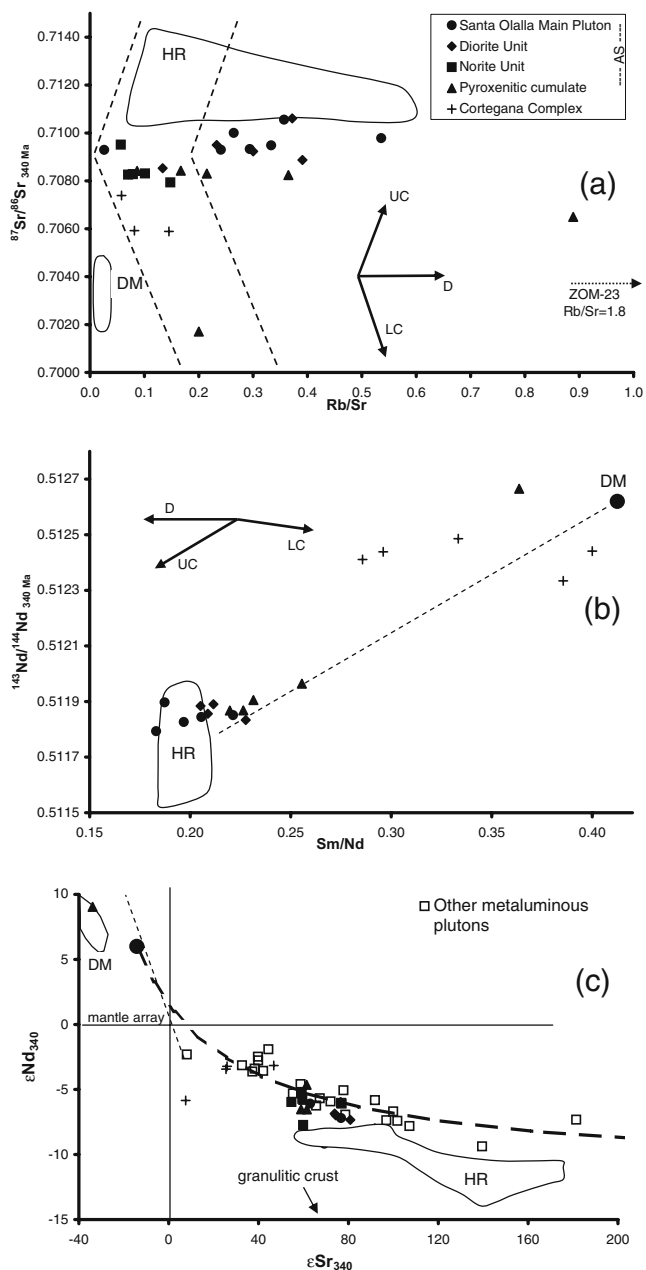 0.7140
0.7120
0.7100
0.7080
0.7060
0.7040
0.7020
0.7000
87Sr/86Sr 340 Ma
HR
DM
Santa Olalla Main Pluton
Diorite Unit
Norite Unit
Pyroxenitic cumulate
Cortegana Complex
---- AS ----
(a)
UC
D
LC
ZOM-23
Rb/Sr=1.8
0.0 0.1 0.2 0.3 0.4 0.5 0.6 0.7 0.8 0.9 1.0
Rb/Sr
0.5127
0.5125
0.5123
0.5121
0.5119
0.5117
0.5115
143Nd/144Nd 340 Ma
D
LC
UC
DM
(b)
HR
0.15 0.20 0.25 0.30 0.35 0.40
Sm/Nd
10
5
0
-5
-10
-15
εNd340
DM
Other metaluminous
plutons
(c)
mantle array
granulitic crust
HR
-40 0 40 80 120 160 200
εSr340